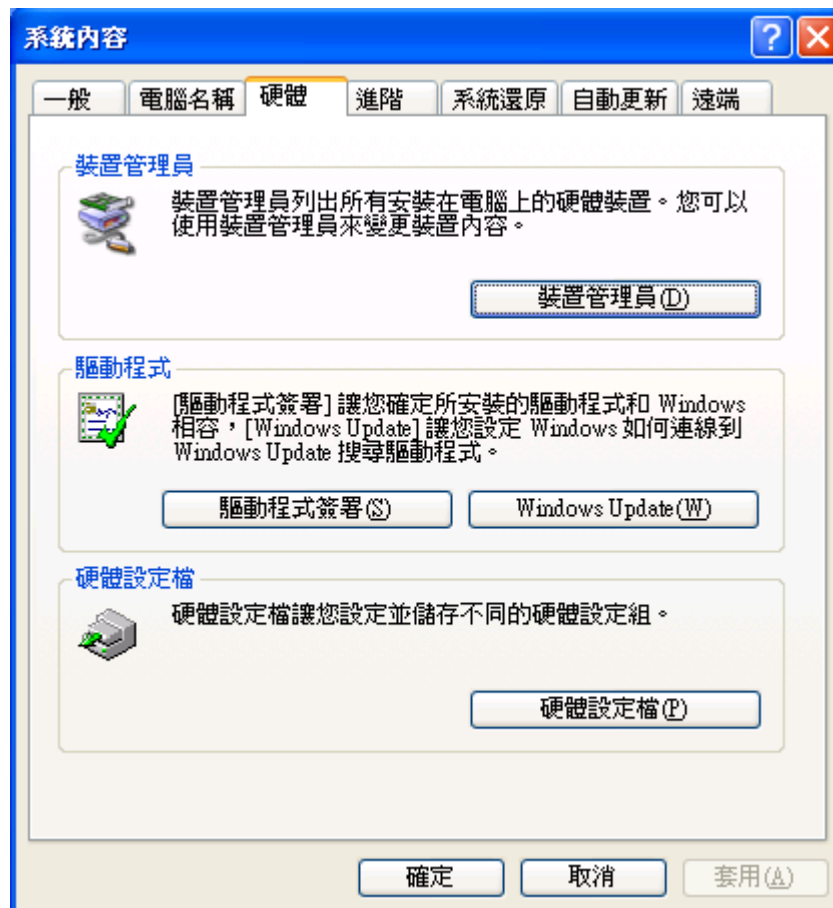 系統內容
一般 電腦名稱 硬體 進階 系統還原 自動更新 遠端
裝置管理員
裝置管理員列出所有安裝在電腦上的硬體裝置。您可以
使用裝置管理員來變更裝置內容。
裝置管理員(D)
驅動程式
[驅動程式簽署] 讓您確定所安裝的驅動程式和 Windows
相容，[Windows Update] 讓您設定 Windows 如何連線到
Windows Update 搜尋驅動程式。
驅動程式簽署(S) Windows Update(W)
硬體設定檔
硬體設定檔讓您設定並儲存不同的硬體設定組。
硬體設定檔(P)
確定 取消 套用(A)